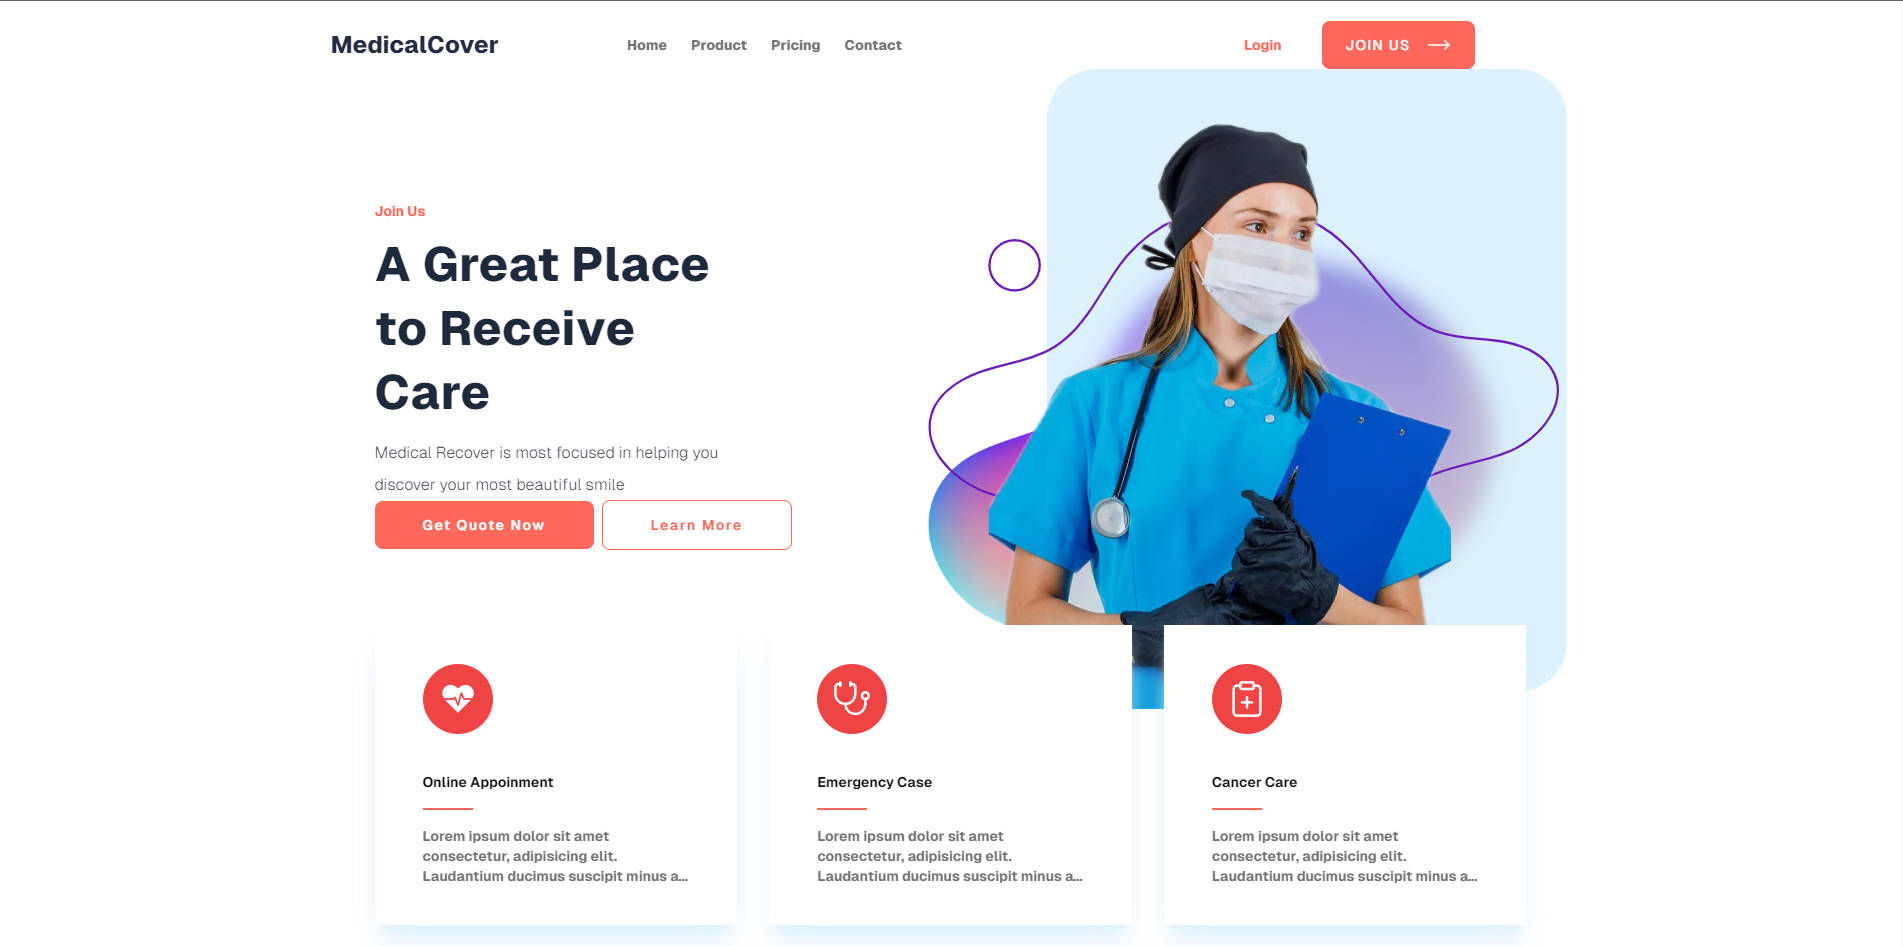 MedicalCover
Home Product Pricing Contact
Login
JOIN US
Join Us
A Great Place
to Receive
Care
Medical Recover is most focused in helping you
discover your most beautiful smile
Get Quote Now
Learn More
Online Appoinment
Lorem ipsum dolor sit amet
consectetur, adipisicing elit.
Laudantium ducimus suscipit minus a...
Emergency Case
Lorem ipsum dolor sit amet
consectetur, adipisicing elit.
Laudantium ducimus suscipit minus a...
Cancer Care
Lorem ipsum dolor sit amet
consectetur, adipisicing elit.
Laudantium ducimus suscipit minus a...